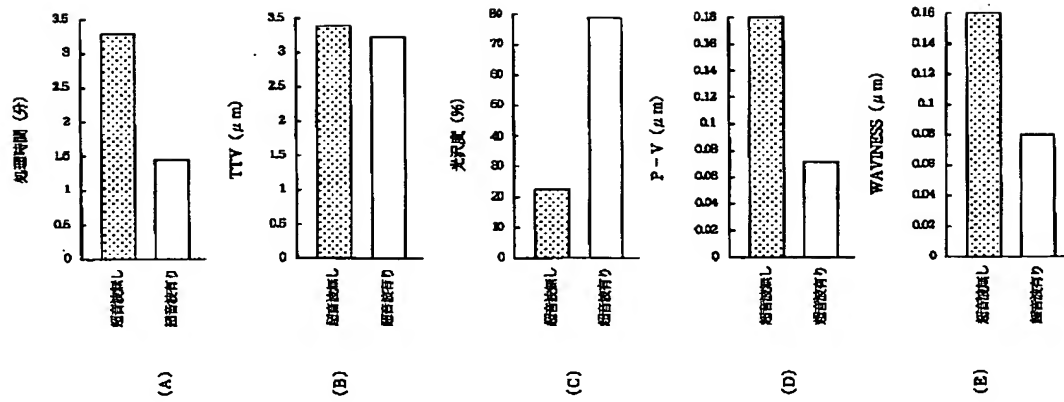 処理時間 (分)
3.5
3
2.5
2
1.5
1
0.5
0
超音波無し
超音波有り
(A)
TTV (μm)
3.5
3
2.5
2
1.5
1
0.5
0
超音波無し
超音波有り
(B)
光沢度 (%)
80
70
60
50
40
30
20
10
0
超音波無し
超音波有り
(C)
P-V (μm)
0.18
0.16
0.14
0.12
0.1
0.08
0.06
0.04
0.02
0
超音波無し
超音波有り
(D)
WAVINESS (μm)
0.16
0.14
0.12
0.1
0.08
0.06
0.04
0.02
0
超音波無し
超音波有り
(E)